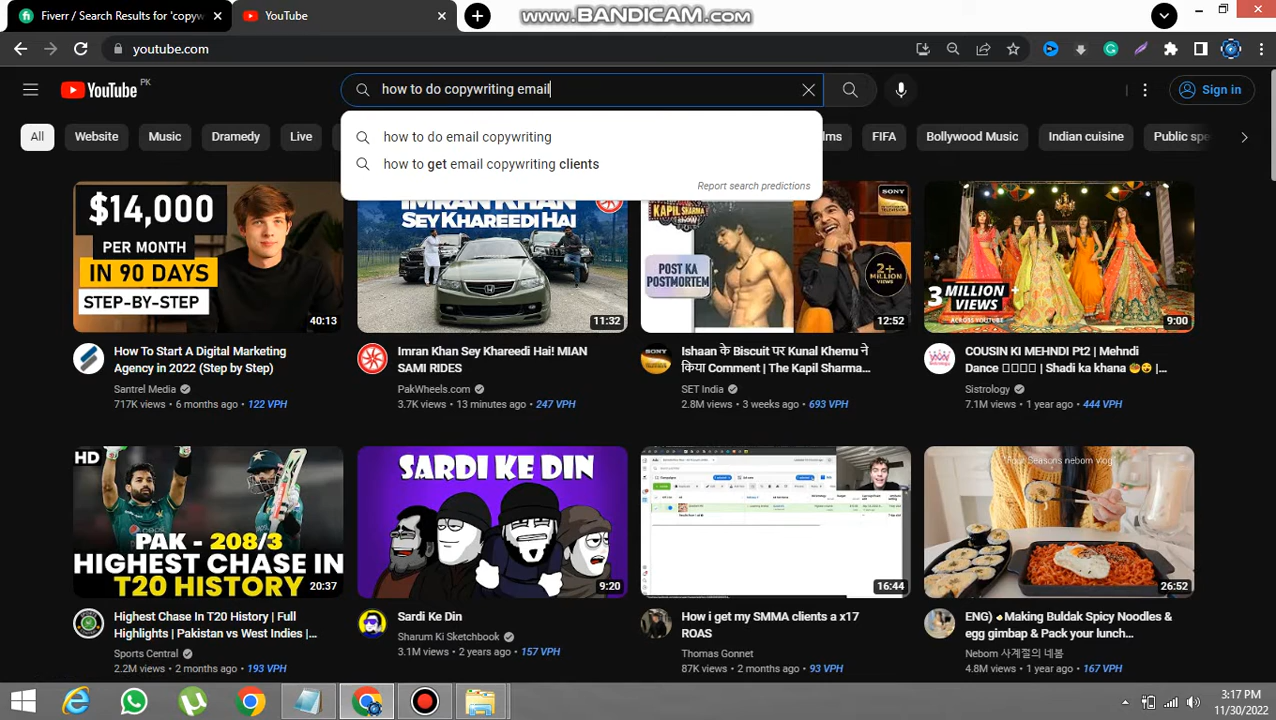 www.BANDICAM.com
Fiverr / Search Results for 'copyw
YouTube
youtube.com
YouTube PK
how to do copywriting email
Sign in
how to do email copywriting
how to get email copywriting clients
Report search predictions
All
Website
Music
Dramedy
Live
FIFA
Bollywood Music
Indian cuisine
Public spe
$14,000
PER MONTH
IN 90 DAYS
STEP-BY-STEP
40:13
IMRAN KHAN
SEY KHAREEDI HAI
11:32
SONY
KAPIL SHARMA
POST KA
POSTMORTEM
2+
MILLION
VIEWS
12:52
3 MILLION+
VIEWS
ACROSS YOUTUBE
9:00
How To Start A Digital Marketing
Agency in 2022 (Step by Step)
Santrel Media
717K views • 6 months ago • 122 VPH
Imran Khan Sey Khareedi Hai! MIAN
SAMI RIDES
PakWheels.com
3.7K views • 13 minutes ago • 247 VPH
SONY
Ishaan के Biscuit पर Kunal Khemu ने
किया Comment | The Kapil Sharma...
SET India
2.8M views • 3 weeks ago • 693 VPH
COUSIN KI MEHNDI PTZ | Mehndi
Dance □□□□ | Shadi ka khana 🤏😮 |...
Sistrology
7.1M views • 1 year ago • 444 VPH
HD
PAK - 208/3
HIGHEST CHASE IN
T20 HISTORY
20:37
SARDI KE DIN
9:20
16:44
26:52
Highest Chase In T20 History | Full
Highlights | Pakistan vs West Indies |...
Sports Central
2.2M views • 2 months ago • 193 VPH
Sardi Ke Din
Sharum Ki Sketchbook
3.1M views • 2 years ago • 157 VPH
How i get my SMMA clients a x17
ROAS
Thomas Gonnet
87K views • 2 months ago • 93 VPH
ENG) Making Buldak Spicy Noodles &
egg gimbap & Pack your lunch...
Nebom 사계절의 네봄
4.8M views • 1 year ago • 167 VPH
3:17 PM
11/30/2022